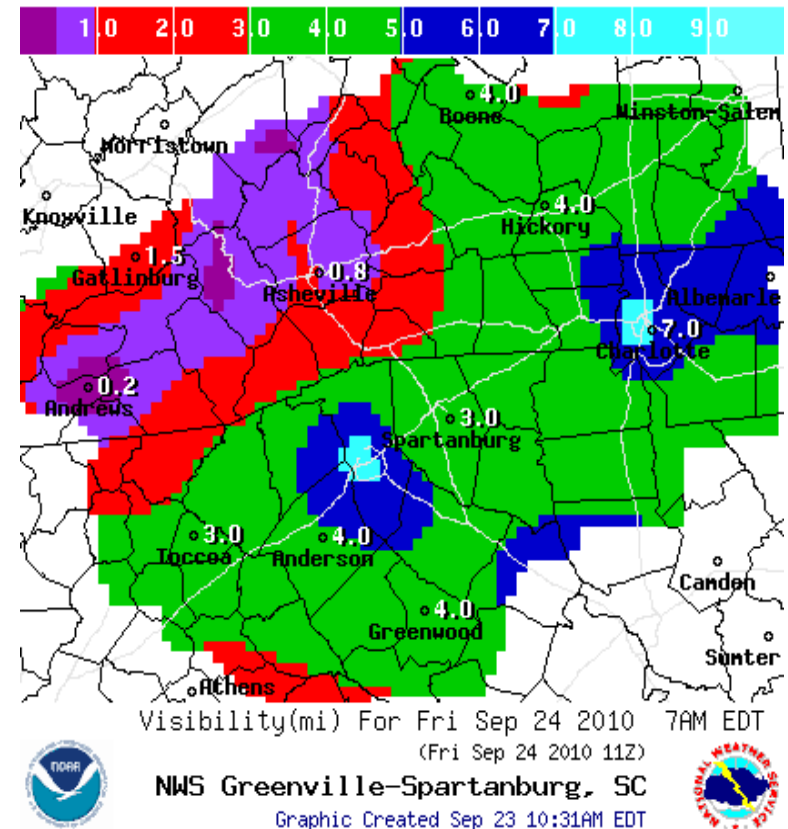 1.0 2.0 3.0 4.0 5.0 6.0 7.0 8.0 9.0
4.0
Boone
Winston-Salem
Morristown
Knoxville
4.0
Hickory
1.5
Gatlinburg
0.8
Asheville
Albemarle
7.0
Charlotte
0.2
Andrews
3.0
Spartanburg
3.0
Toccoa
4.0
Anderson
Camden
4.0
Greenwood
Sumter
Athens
Visibility(mi) For Fri Sep 24 2010 7AM EDT
(Fri Sep 24 2010 11Z)
NWS Greenville-Spartanburg, SC
Graphic Created Sep 23 10:31AM EDT
NOAA
NATIONAL WEATHER SERVICE